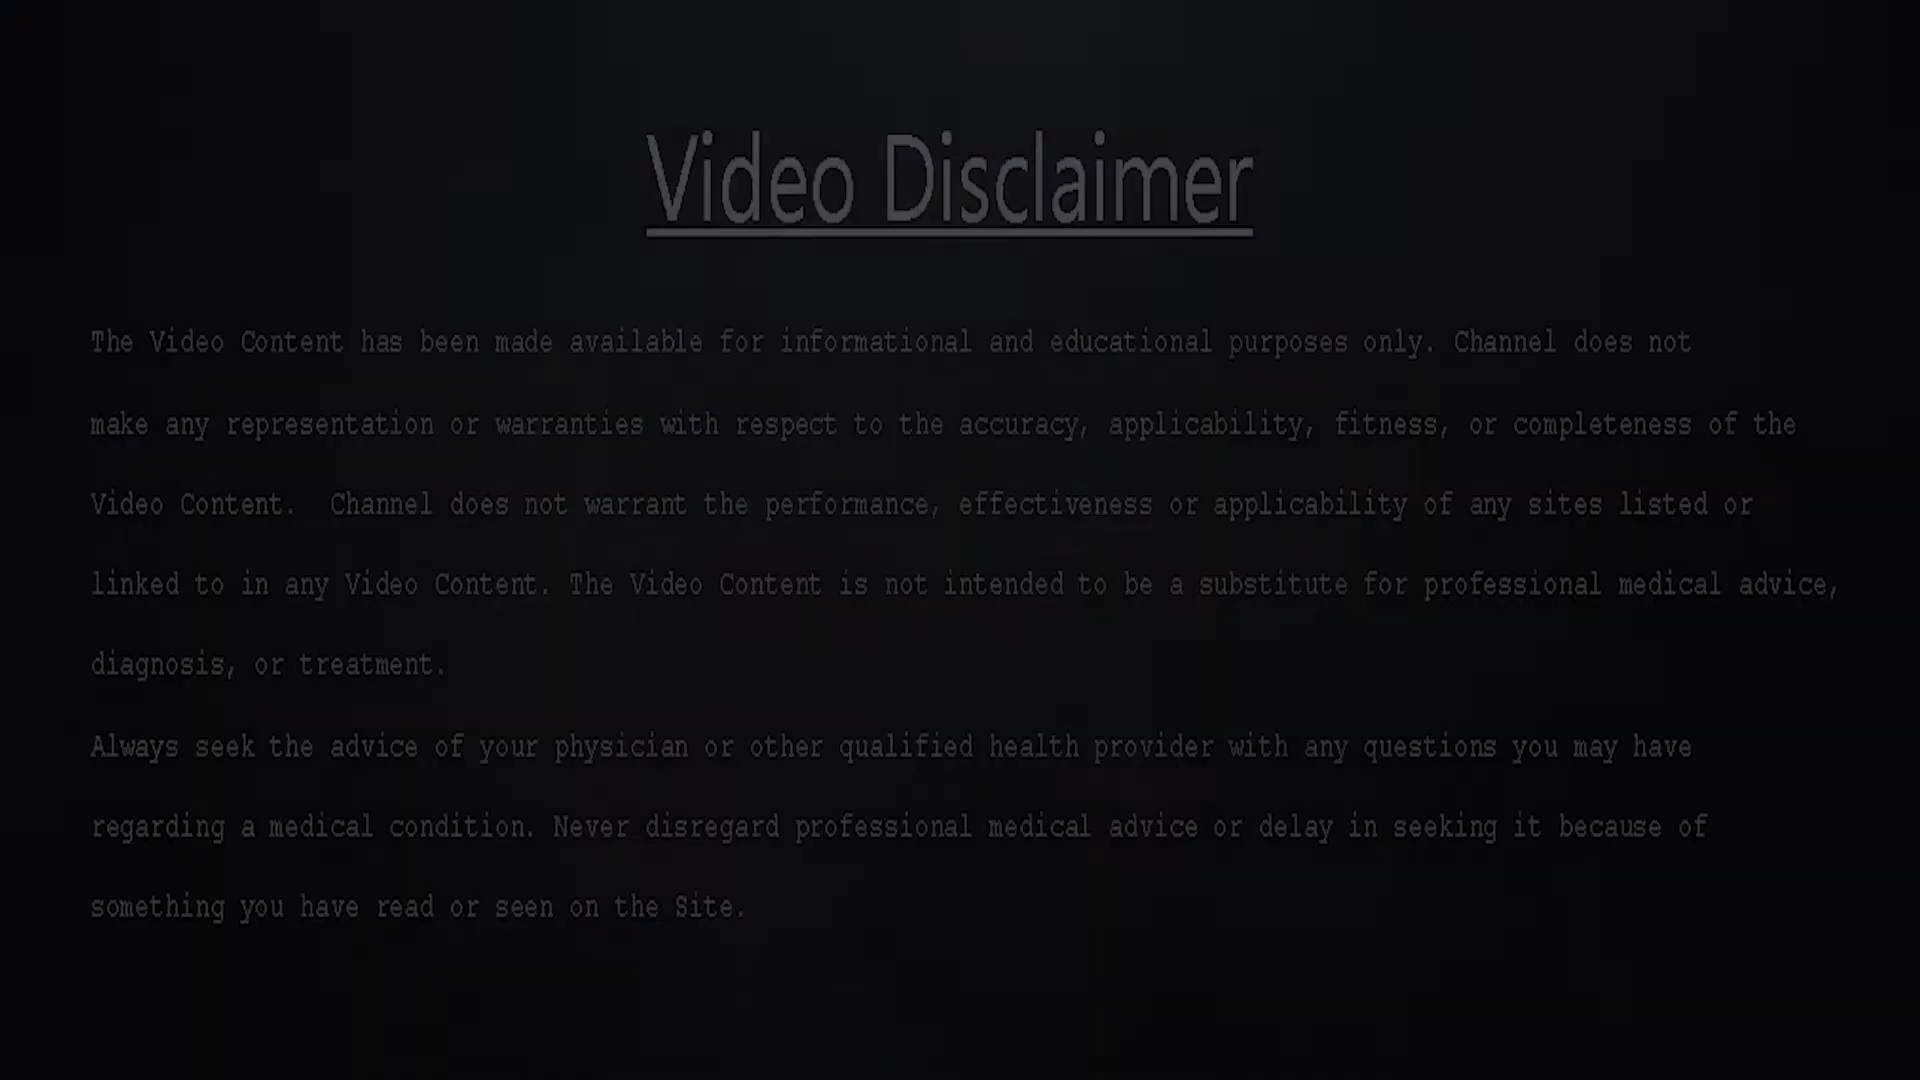 Video Disclaimer
The Video Content has been made available for informational and educational purposes only. Channel does not
make any representation or warranties with respect to the accuracy, applicability, fitness, or completeness of the
Video Content.  Channel does not warrant the performance, effectiveness or applicability of any sites listed or
linked to in any Video Content. The Video Content is not intended to be a substitute for professional medical advice,
diagnosis, or treatment.
Always seek the advice of your physician or other qualified health provider with any questions you may have
regarding a medical condition. Never disregard professional medical advice or delay in seeking it because of
something you have read or seen on the Site.